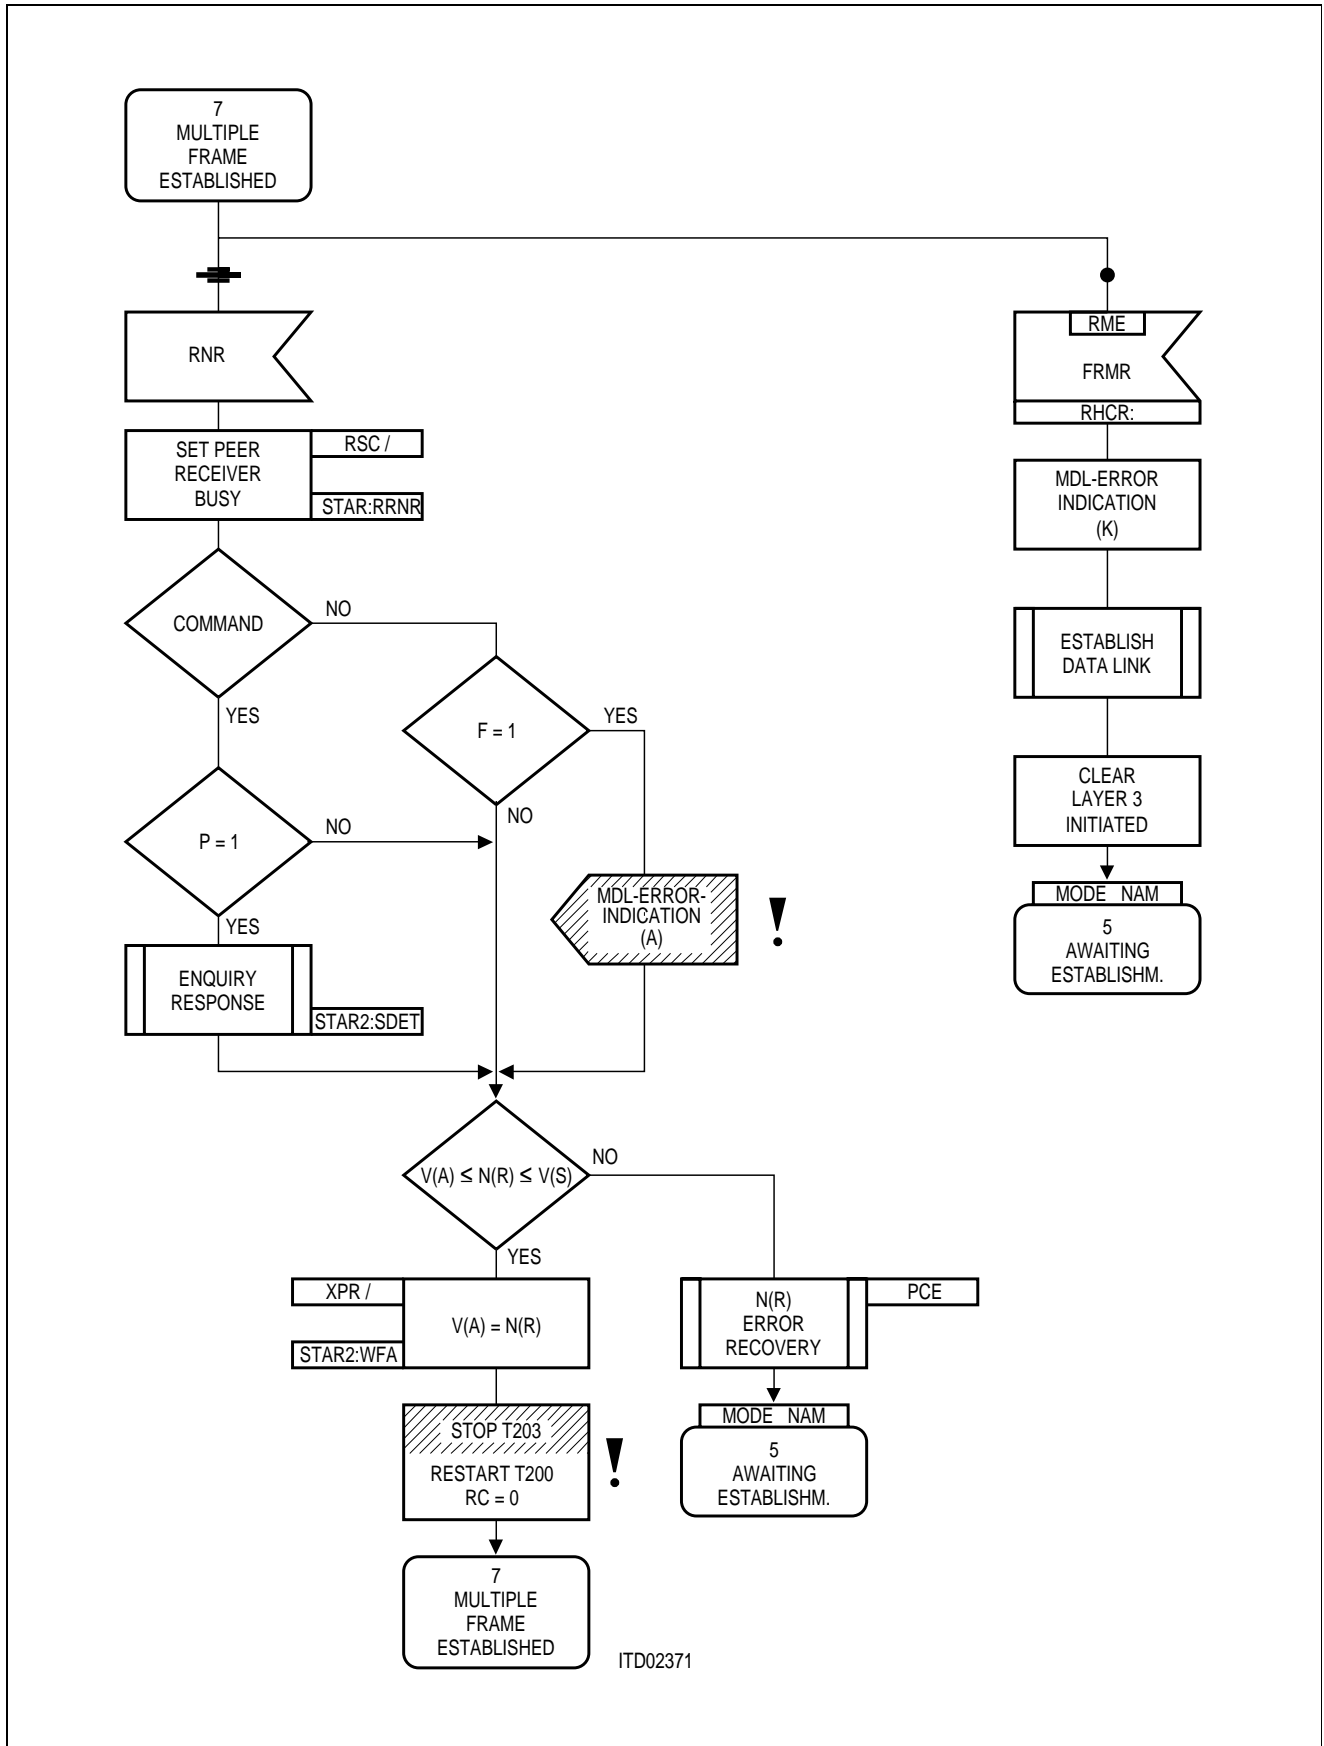 7
MULTIPLE
FRAME
ESTABLISHED
RNR
RME
FRMR
RHCR:
SET PEER
RECEIVER
BUSY
RSC /
STAR:RRNR
MDL-ERROR
INDICATION
(K)
COMMAND
NO
YES
ESTABLISH
DATA LINK
F = 1
YES
NO
CLEAR
LAYER 3
INITIATED
P = 1
NO
YES
MDL-ERROR-
INDICATION
(A)
!
MODE NAM
5
AWAITING
ESTABLISHM.
ENQUIRY
RESPONSE
STAR2:SDET
V(A) ≤ N(R) ≤ V(S)
NO
YES
XPR /
STAR2:WFA
V(A) = N(R)
N(R)
ERROR
RECOVERY
PCE
STOP T203
RESTART T200
RC = 0
!
MODE NAM
5
AWAITING
ESTABLISHM.
7
MULTIPLE
FRAME
ESTABLISHED
ITD02371